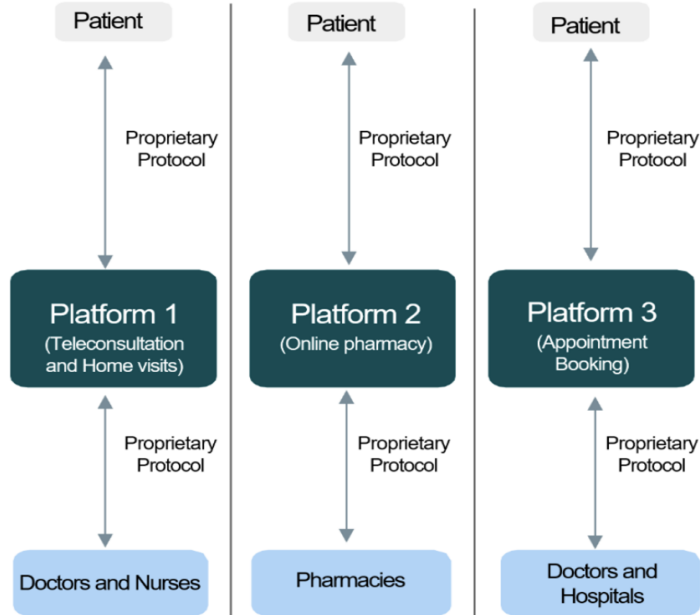 Patient
Proprietary
Protocol
Platform 1
(Teleconsultation
and Home visits)
Proprietary
Protocol
Doctors and Nurses
Patient
Proprietary
Protocol
Platform 2
(Online pharmacy)
Proprietary
Protocol
Pharmacies
Patient
Proprietary
Protocol
Platform 3
(Appointment
Booking)
Proprietary
Protocol
Doctors and
Hospitals